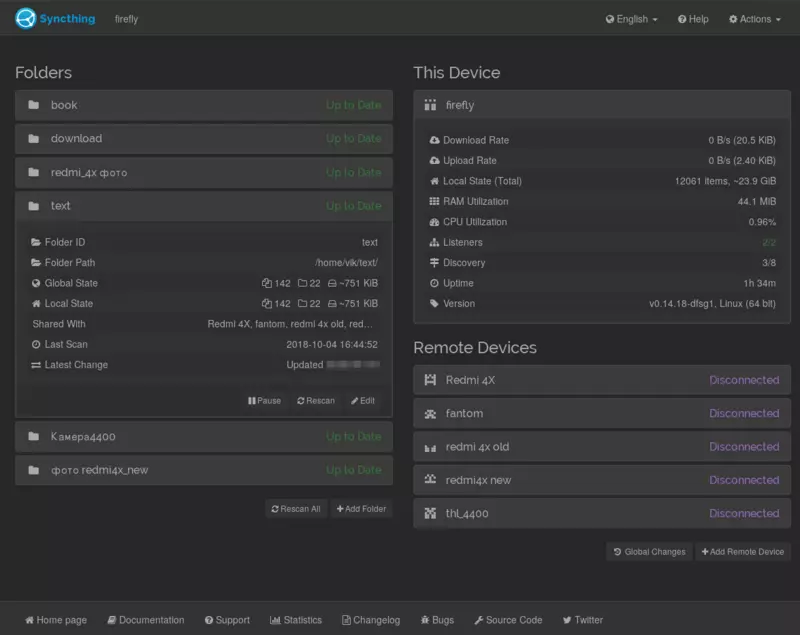 Syncthing firefly English Help Actions
Folders
book Up to Date
download Up to Date
redmi_4x фото Up to Date
text Up to Date
Folder ID text
Folder Path /home/vik/text/
Global State 142 22 ~751 KiB
Local State 142 22 ~751 KiB
Shared With Redmi 4X, fantom, redmi 4x old, red…
Last Scan 2018-10-04 16:44:52
Latest Change Updated
Pause Rescan Edit
Камера4400 Up to Date
фото redmi4x_new Up to Date
Rescan All Add Folder
This Device
firefly
Download Rate 0 B/s (20.5 KiB)
Upload Rate 0 B/s (2.40 KiB)
Local State (Total) 12061 items, ~23.9 GiB
RAM Utilization 44.1 MiB
CPU Utilization 0.96%
Listeners 2/2
Discovery 3/8
Uptime 1h 34m
Version v0.14.18-dfsg1, Linux (64 bit)
Remote Devices
Redmi 4X Disconnected
fantom Disconnected
redmi 4x old Disconnected
redmi4x new Disconnected
thl_4400 Disconnected
Global Changes Add Remote Device
Home page Documentation Support Statistics Changelog Bugs Source Code Twitter